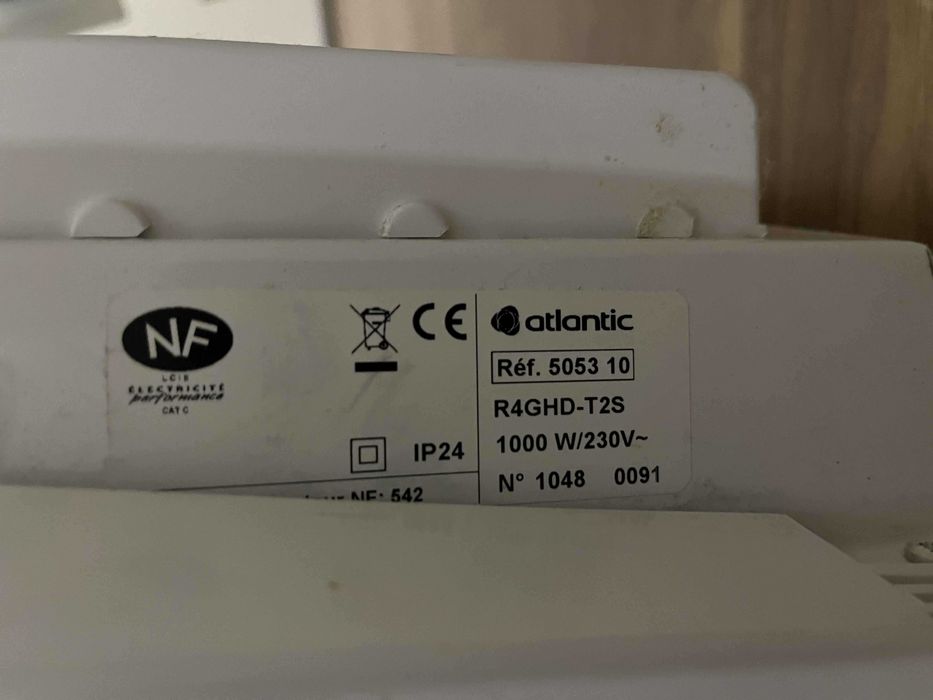 NF
LCIE
ÉLECTRICITÉ
performance
CAT C
CE
IP24
NF: 542
atlantic
Réf. 5053 10
R4GHD-T2S
1000 W/230V~
N° 1048 0091